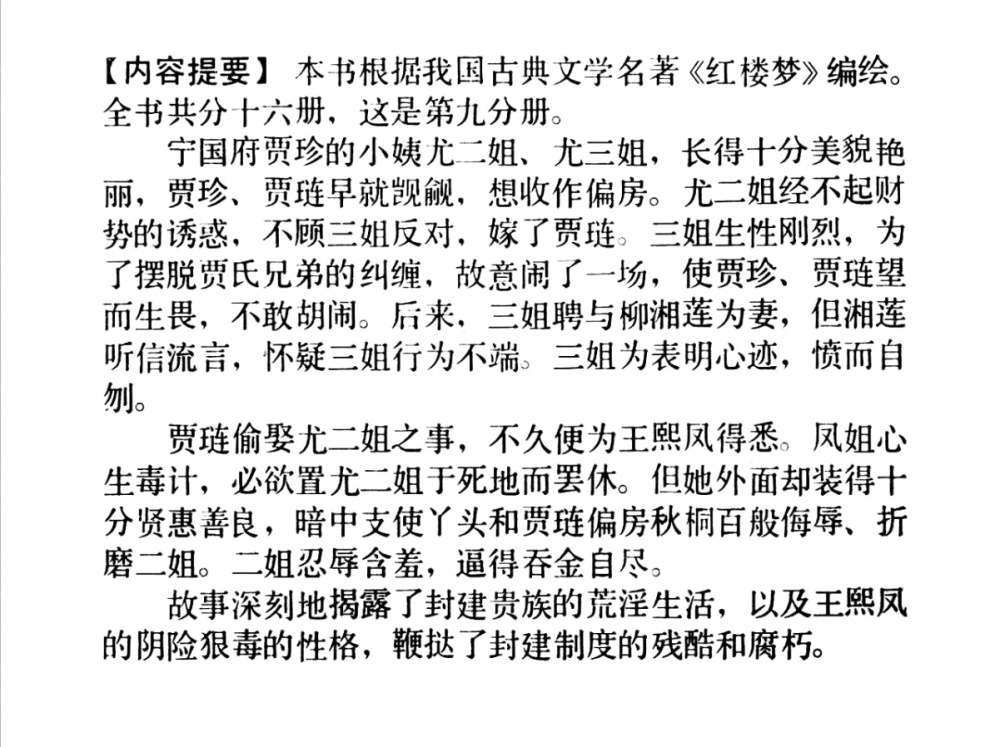 【内容提要】 本书根据我国古典文学名著《红楼梦》编绘。
全书共分十六册，这是第九分册。
宁国府贾珍的小姨尤二姐、尤三姐，长得十分美貌艳
丽，贾珍、贾琏早就觊觎，想收作偏房。尤二姐经不起财
势的诱惑，不顾三姐反对，嫁了贾琏。三姐生性刚烈，为
了摆脱贾氏兄弟的纠缠，故意闹了一场，使贾珍、贾琏望
而生畏，不敢胡闹。后来，三姐聘与柳湘莲为妻，但湘莲
听信流言，怀疑三姐行为不端。三姐为表明心迹，愤而自
刎。
贾琏偷娶尤二姐之事，不久便为王熙凤得悉。凤姐心
生毒计，必欲置尤二姐于死地而罢休。但她外面却装得十
分贤惠善良，暗中支使丫头和贾琏偏房秋桐百般侮辱、折
磨二姐。二姐忍辱含羞，逼得吞金自尽。
故事深刻地揭露了封建贵族的荒淫生活，以及王熙凤
的阴险狠毒的性格，鞭挞了封建制度的残酷和腐朽。